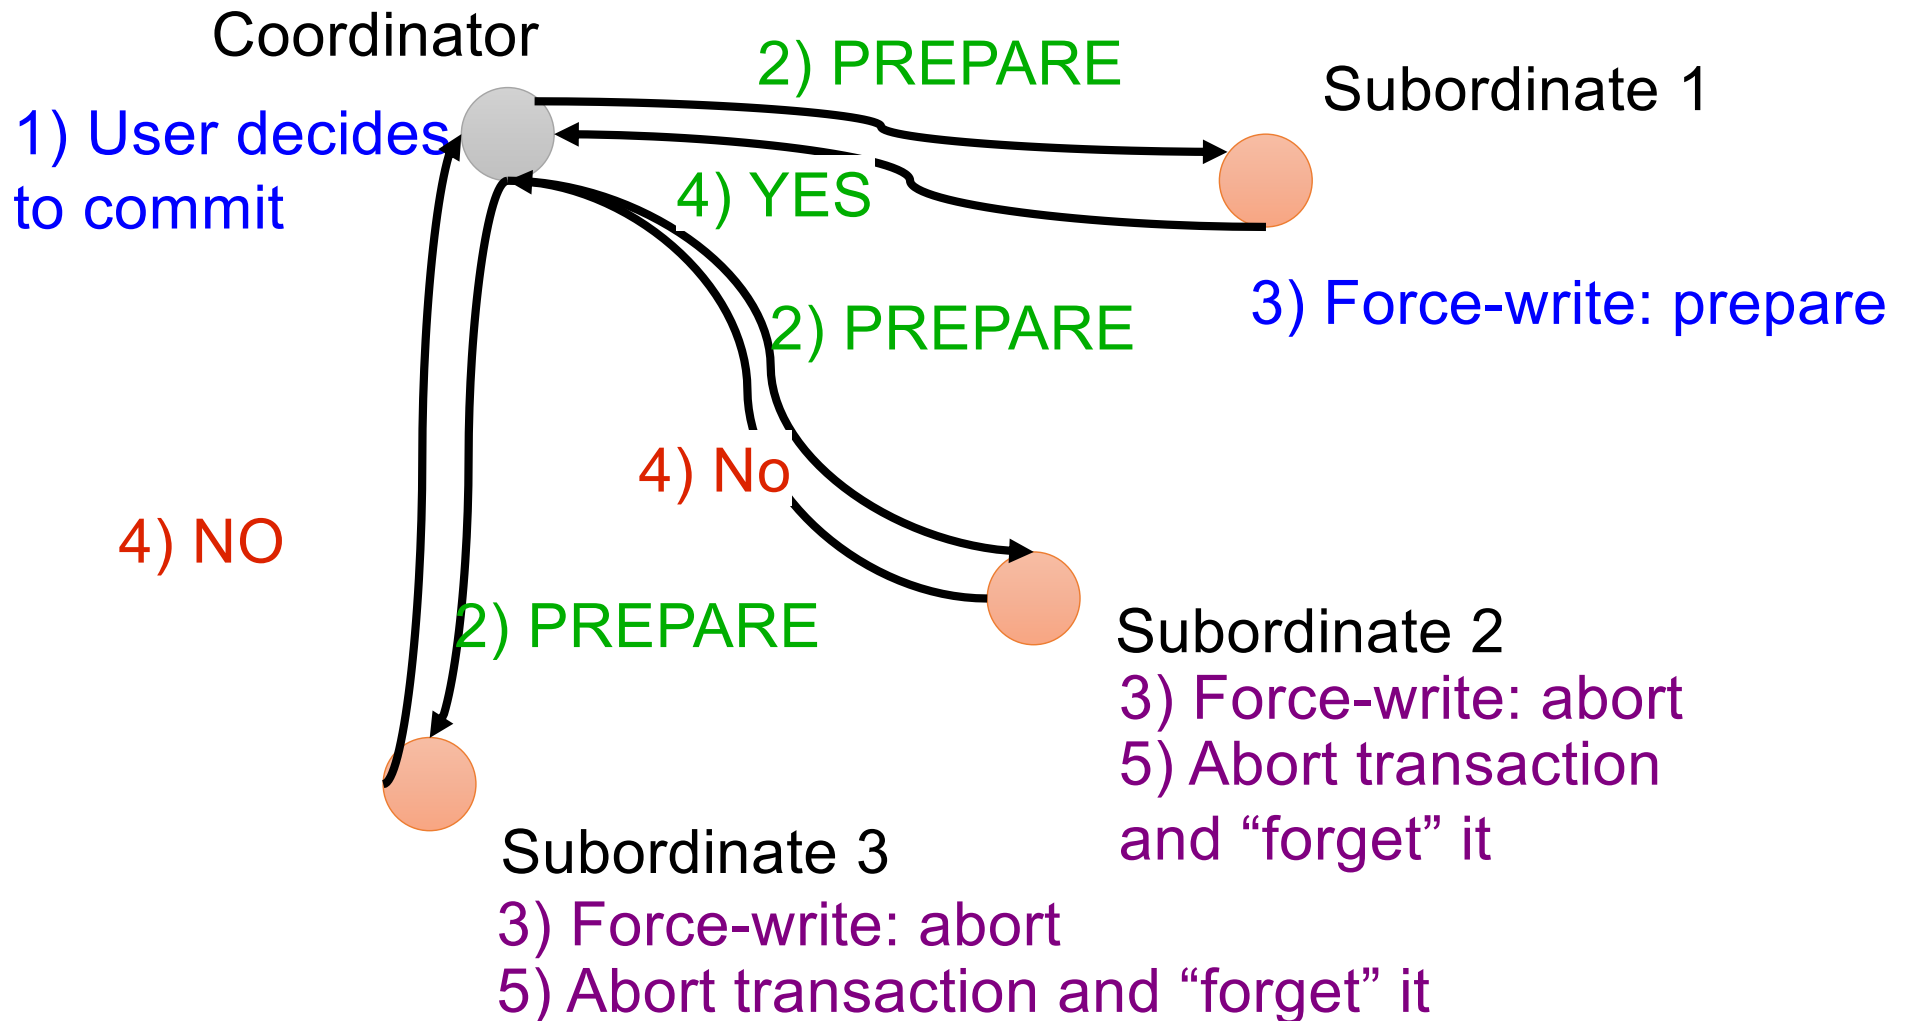 Coordinator
2) PREPARE
Subordinate 1
1) User decides
to commit
4) YES
3) Force-write: prepare
2) PREPARE
4) No
4) NO
2) PREPARE
Subordinate 2
3) Force-write: abort
5) Abort transaction
and “forget” it
Subordinate 3
3) Force-write: abort
5) Abort transaction and “forget” it